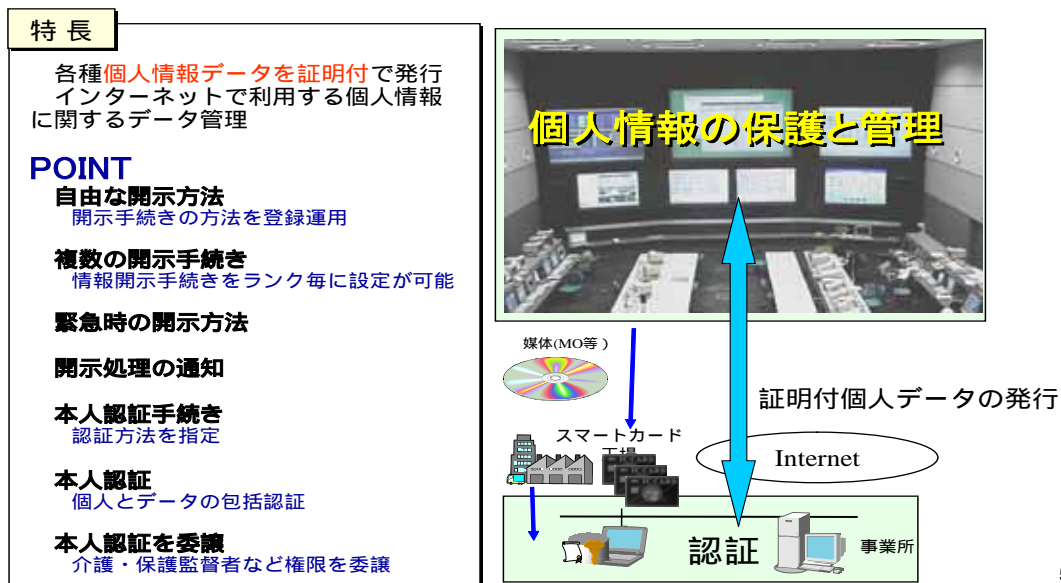 特 長
各種個人情報データを証明付で発行
インターネットで利用する個人情報
に関するデータ管理
POINT
自由な開示方法
開示手続きの方法を登録運用
複数の開示手続き
情報開示手続きをランク毎に設定が可能
緊急時の開示方法
開示処理の通知
本人認証手続き
認証方法を指定
本人認証
個人とデータの包括認証
本人認証を委譲
介護・保護監督者など権限を委譲
個人情報の保護と管理
媒体(MO等)
証明付個人データの発行
スマートカード
工場
Internet
認証
事業所